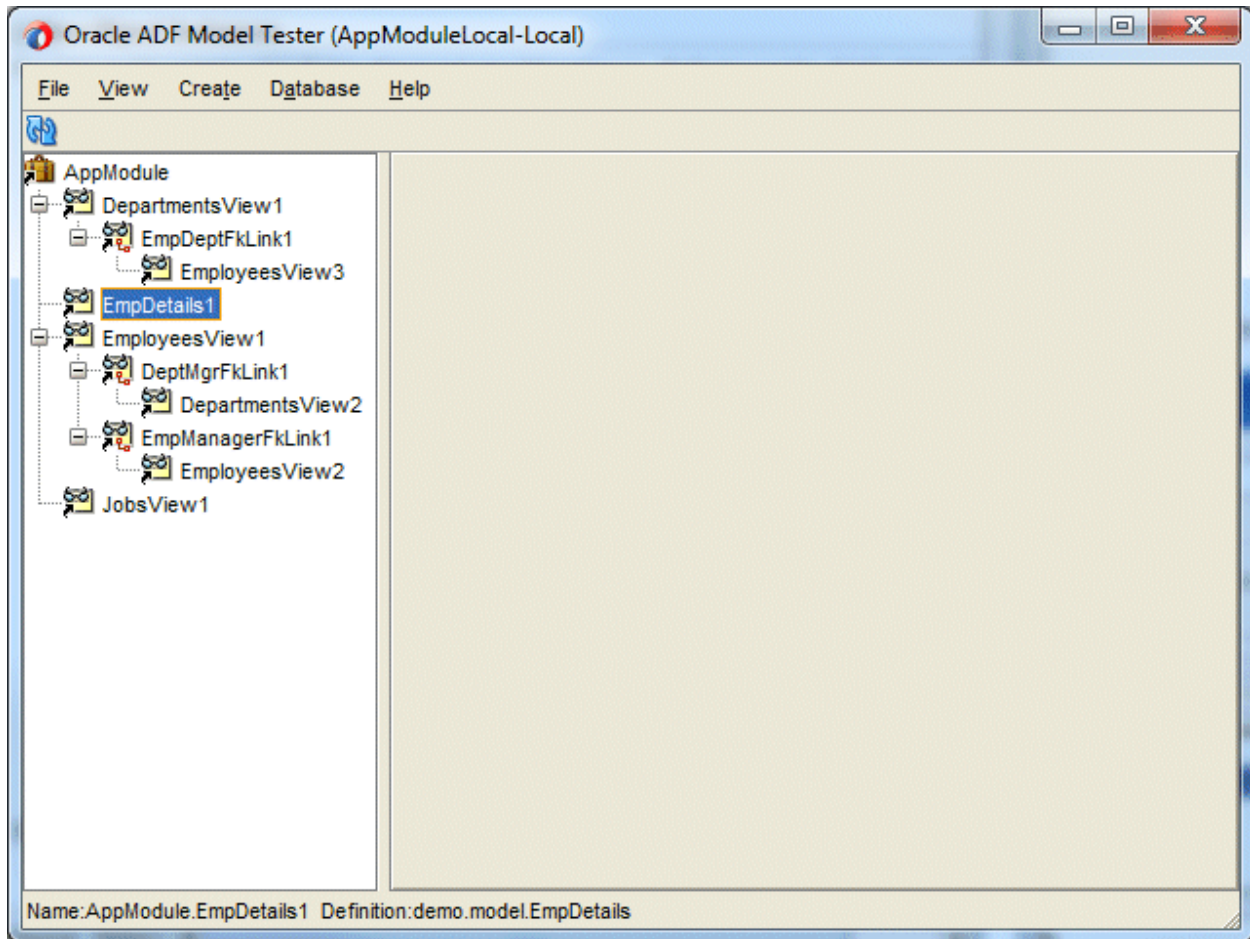 Oracle ADF Model Tester (AppModuleLocal-Local)
File View Create Database Help
AppModule
DepartmentsView1
EmpDeptFkLink1
EmployeesView3
EmpDetails1
EmployeesView1
DeptMgrFkLink1
DepartmentsView2
EmpManagerFkLink1
EmployeesView2
JobsView1
Name:AppModule.EmpDetails1 Definition:demo.model.EmpDetails